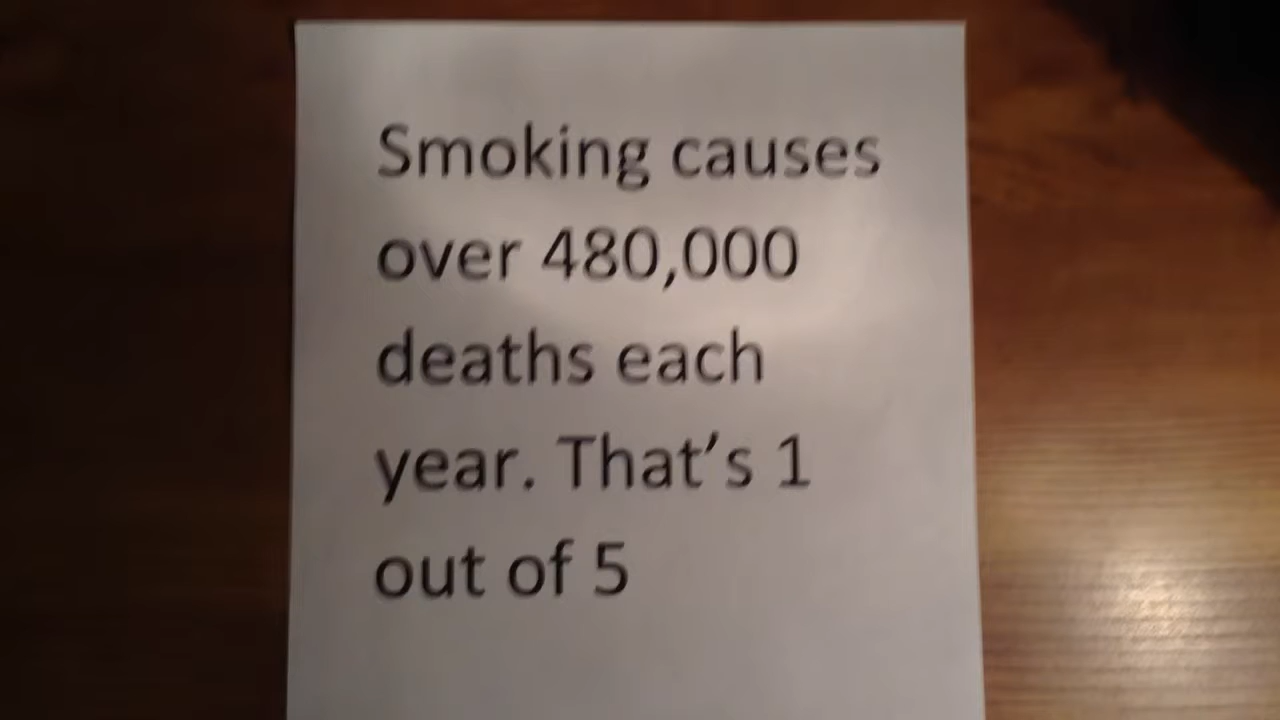 Smoking causes
over 480,000
deaths each
year. That’s 1
out of 5